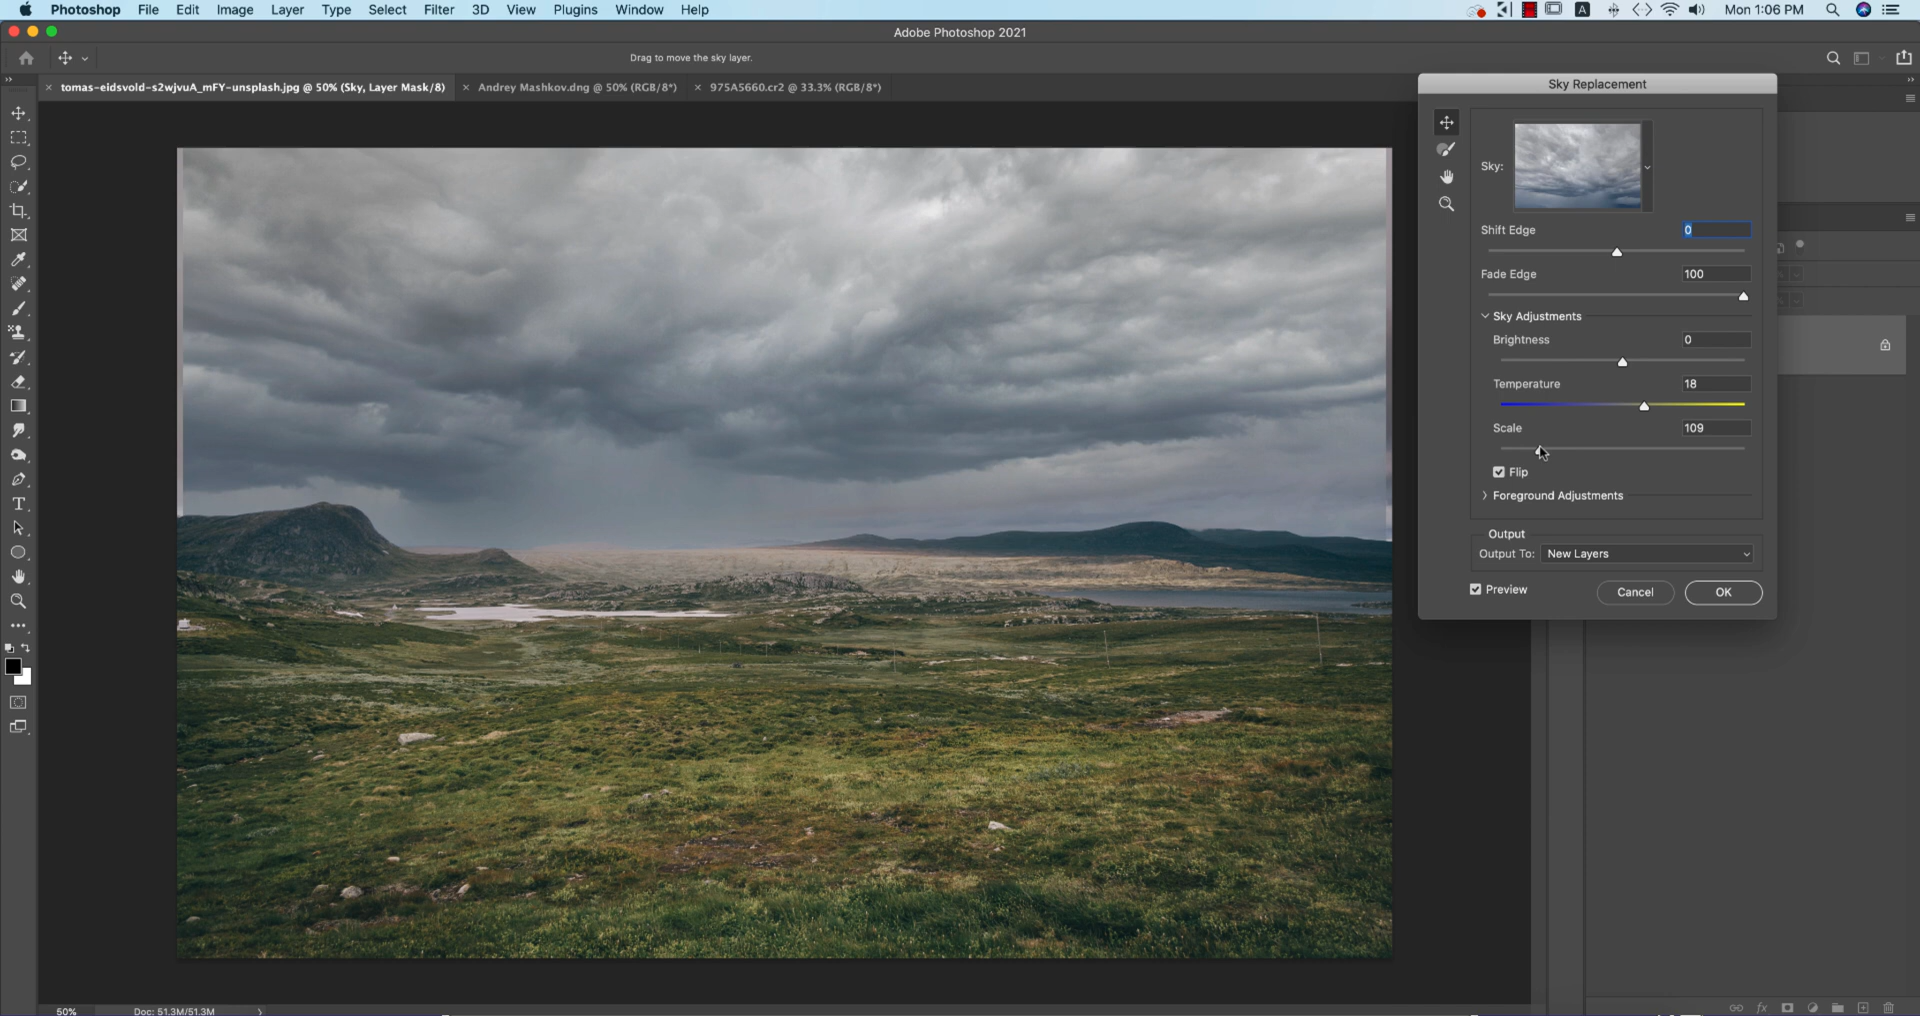 Photoshop File Edit Image Layer Type Select Filter 3D View Plugins Window Help A Mon 1:06 PM
Adobe Photoshop 2021
Drag to move the sky layer.
tomas-eidsvold-s2wjvuA_mFY-unsplash.jpg @ 50% (Sky, Layer Mask/8) Andrey Mashkov.dng @ 50% (RGB/8*) 975A5660.cr2 @ 33.3% (RGB/8*)
Sky Replacement
Sky:
Shift Edge 0
Fade Edge 100
Sky Adjustments
Brightness 0
Temperature 18
Scale 109
Flip
Foreground Adjustments
Output
Output To: New Layers
Preview Cancel OK
T
fx
50% Doc: 51.3M/51.3M